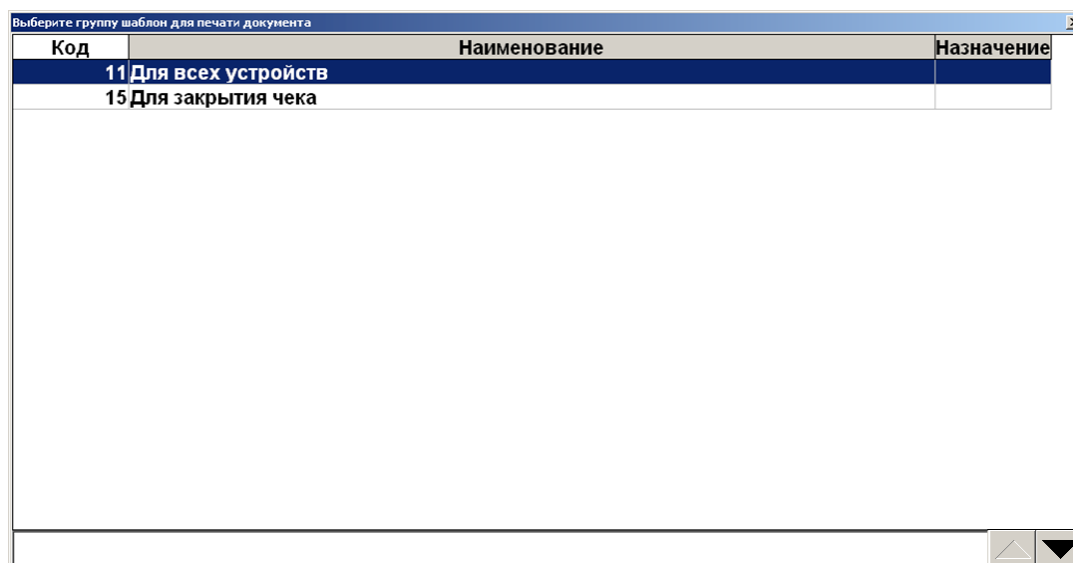 Выберите группу шаблон для печати документа
Код Наименование Назначение
11 Для всех устройств
15 Для закрытия чека